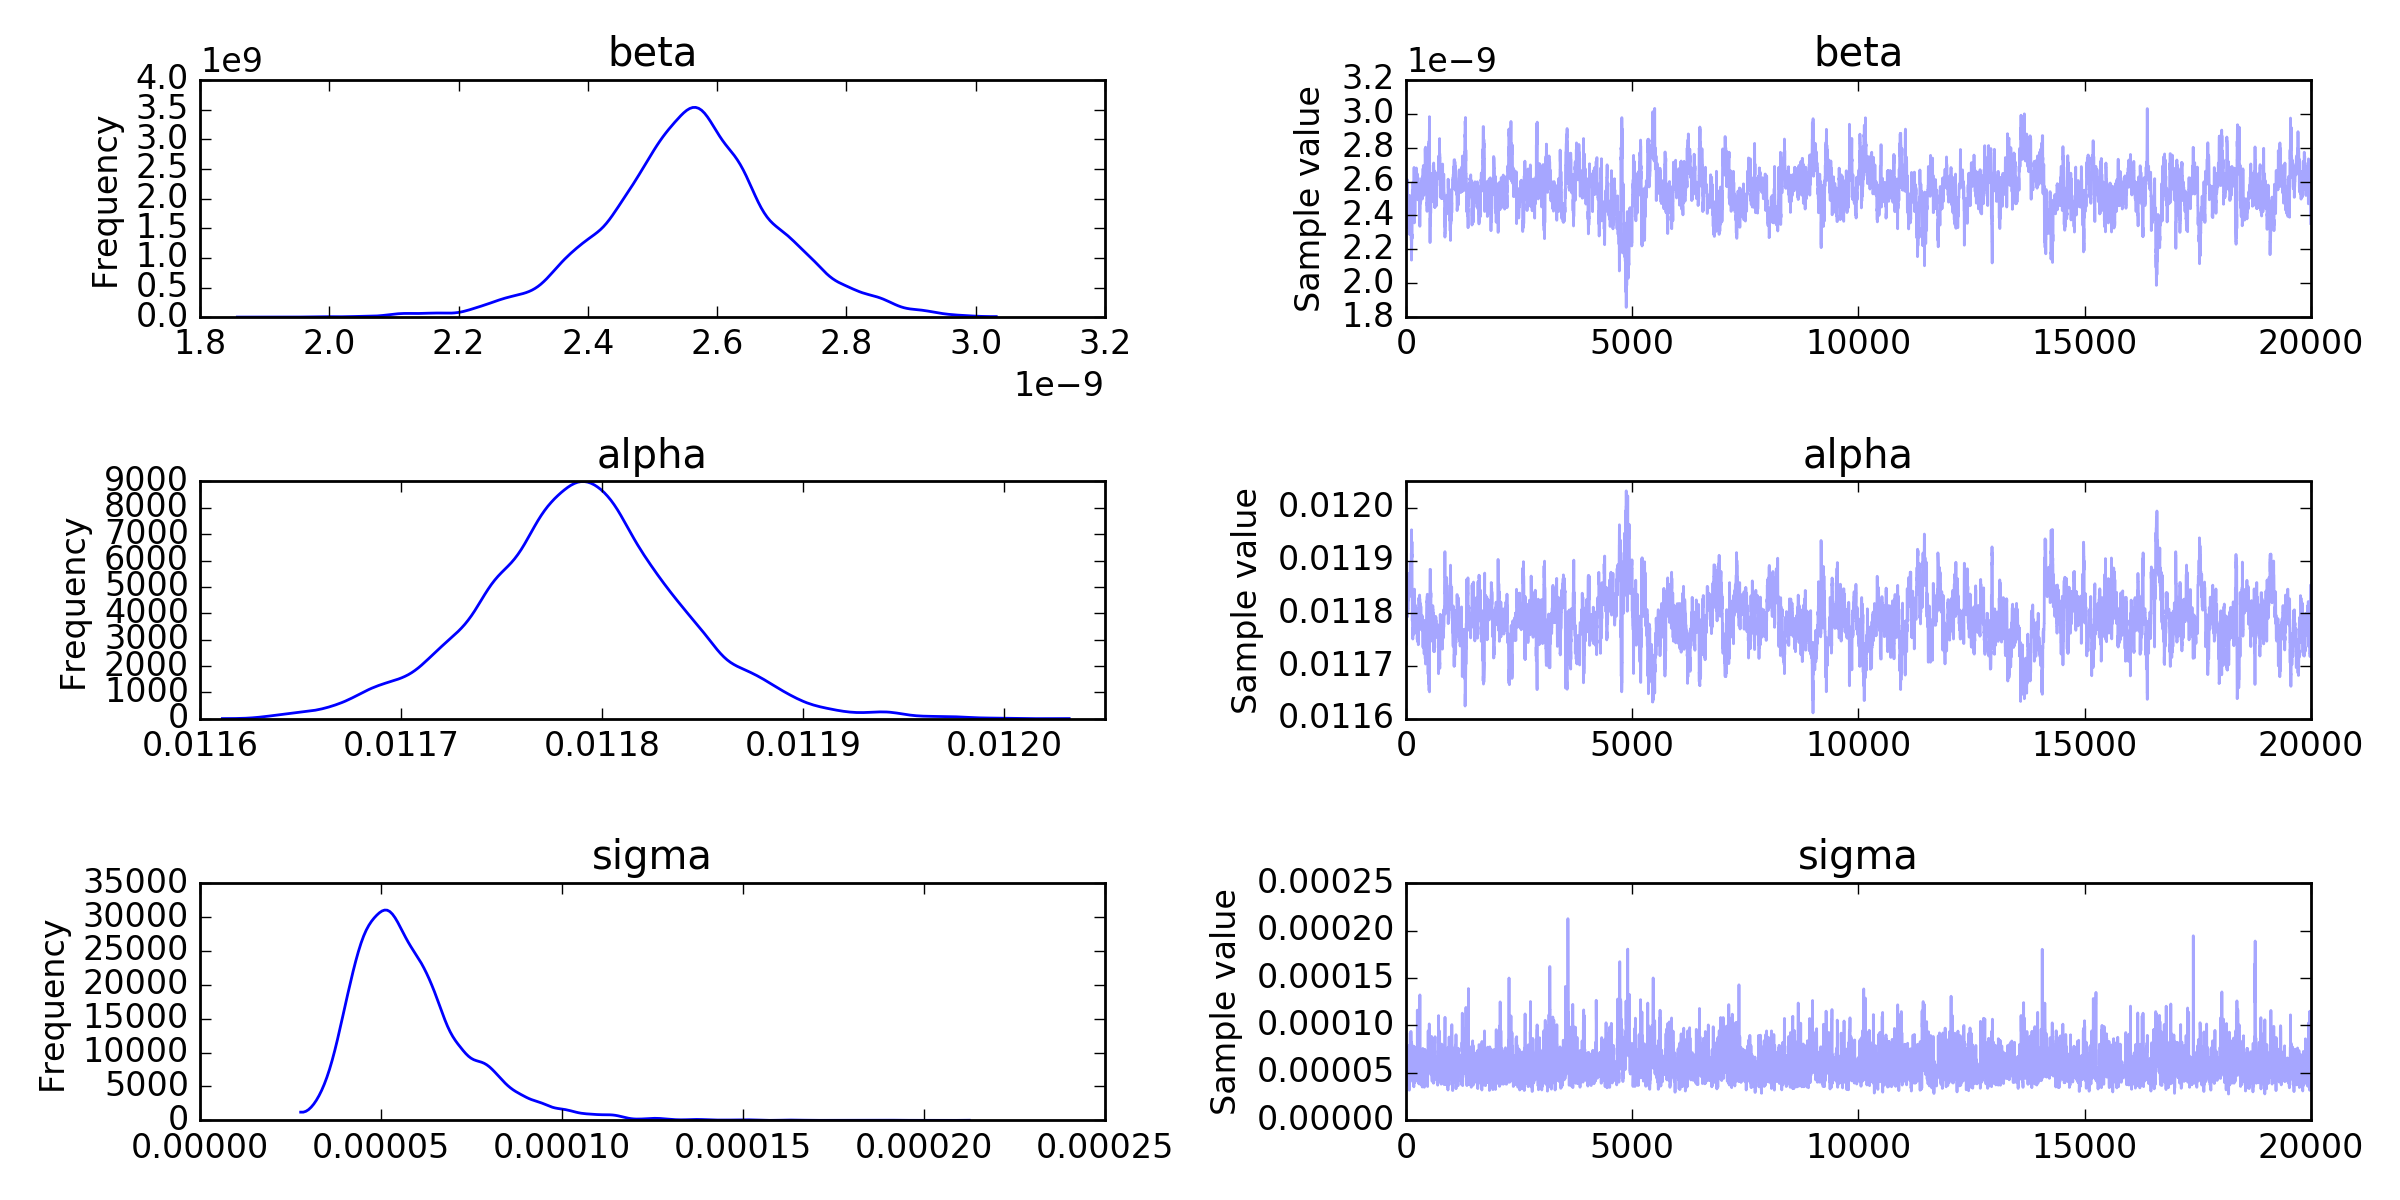 beta
1e9
4.0
3.5
3.0
2.5
2.0
1.5
1.0
0.5
0.0
Frequency
1.8 2.0 2.2 2.4 2.6 2.8 3.0 3.2
1e−9
beta
1e−9
3.2
3.0
2.8
2.6
2.4
2.2
2.0
1.8
Sample value
0 5000 10000 15000 20000
alpha
9000
8000
7000
6000
5000
4000
3000
2000
1000
0
Frequency
0.0116 0.0117 0.0118 0.0119 0.0120
alpha
0.0120
0.0119
0.0118
0.0117
0.0116
Sample value
0 5000 10000 15000 20000
sigma
35000
30000
25000
20000
15000
10000
5000
0
Frequency
0.00000 0.00005 0.00010 0.00015 0.00020 0.00025
sigma
0.00025
0.00020
0.00015
0.00010
0.00005
0.00000
Sample value
0 5000 10000 15000 20000